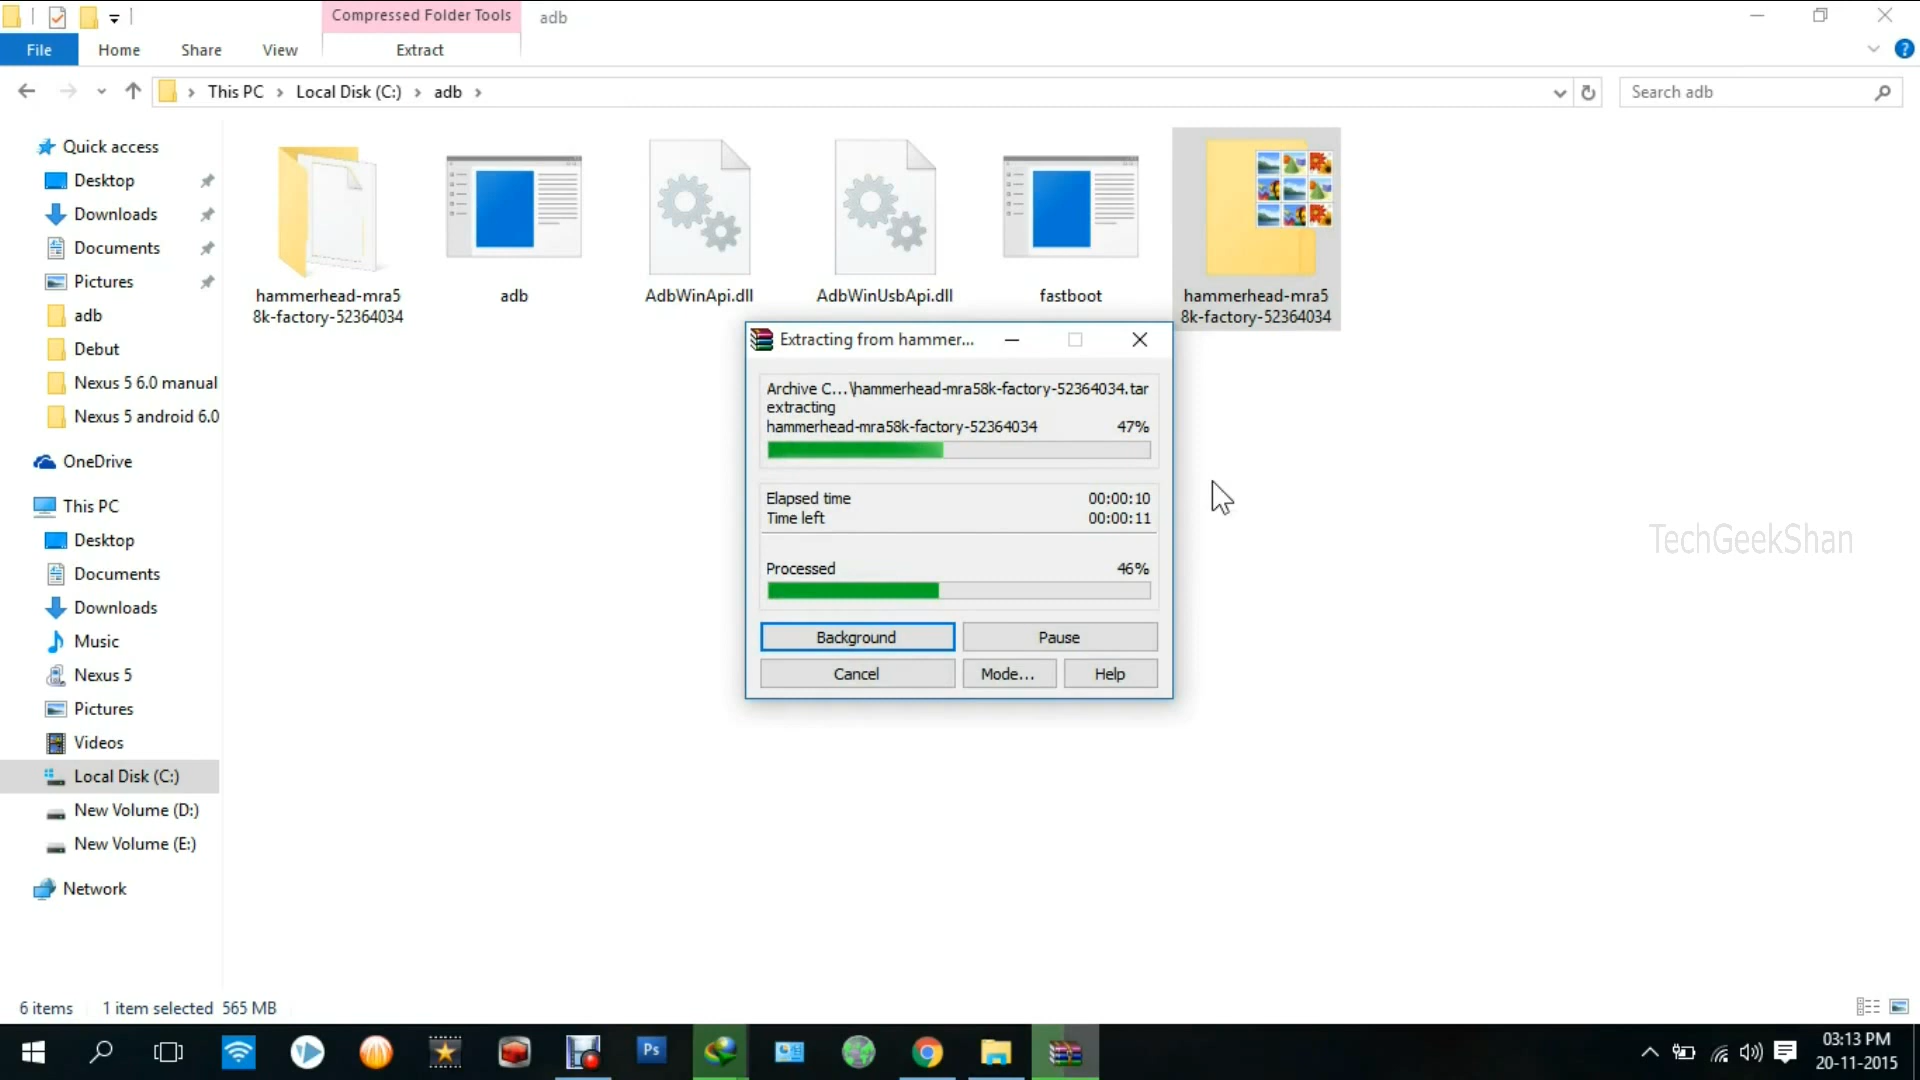 Compressed Folder Tools
adb
File
Home
Share
View
Extract
This PC
Local Disk (C:)
adb
Search adb
Quick access
Desktop
Downloads
Documents
Pictures
adb
Debut
Nexus 5 6.0 manual
Nexus 5 android 6.0
OneDrive
This PC
Desktop
Documents
Downloads
Music
Nexus 5
Pictures
Videos
Local Disk (C:)
New Volume (D:)
New Volume (E:)
Network
hammerhead-mra5
8k-factory-52364034
adb
AdbWinApi.dll
AdbWinUsbApi.dll
fastboot
hammerhead-mra5
8k-factory-52364034
Extracting from hammer...
Archive C...\hammerhead-mra58k-factory-52364034.tar
extracting
hammerhead-mra58k-factory-52364034 47%
Elapsed time 00:00:10
Time left 00:00:11
Processed 46%
Background
Pause
Cancel
Mode...
Help
TechGeekShan
6 items
1 item selected 565 MB
Ps
03:13 PM
20-11-2015